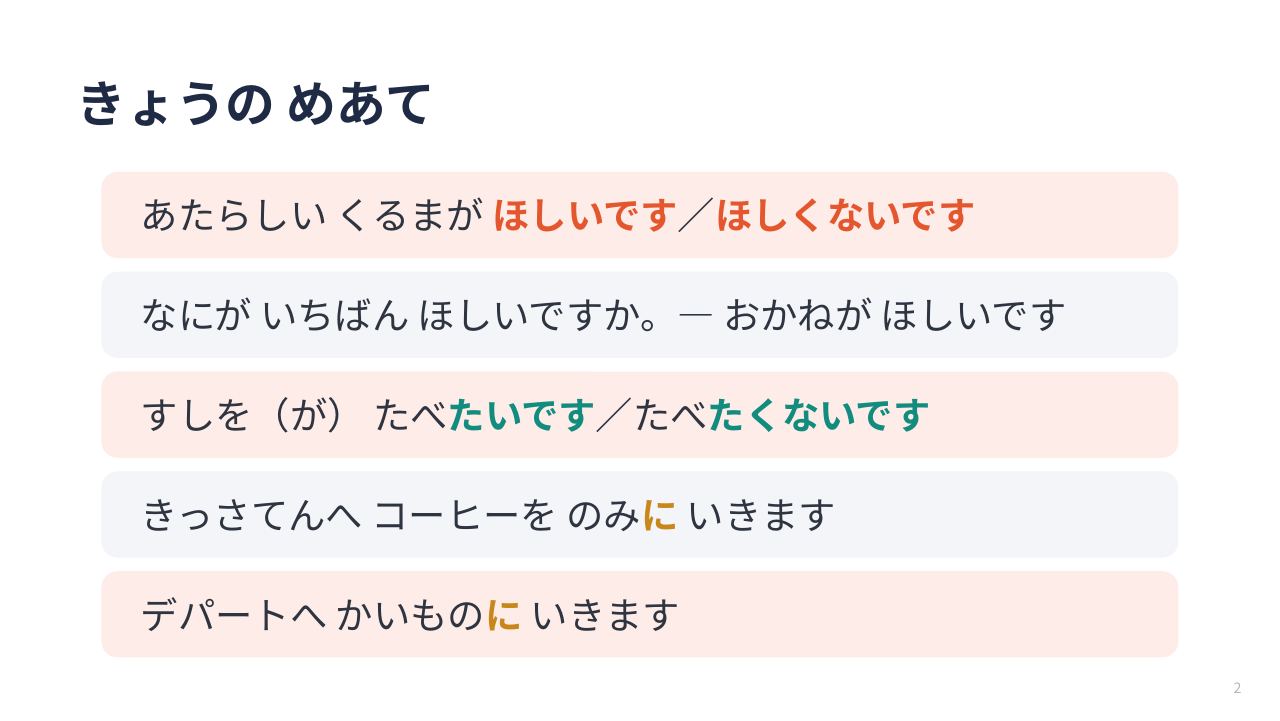 きょうの めあて
あたらしい くるまが ほしいです／ほしくないです
なにが いちばん ほしいですか。― おかねが ほしいです
すしを（が） たべたいです／たべたくないです
きっさてんへ コーヒーを のみに いきます
デパートへ かいものに いきます
2